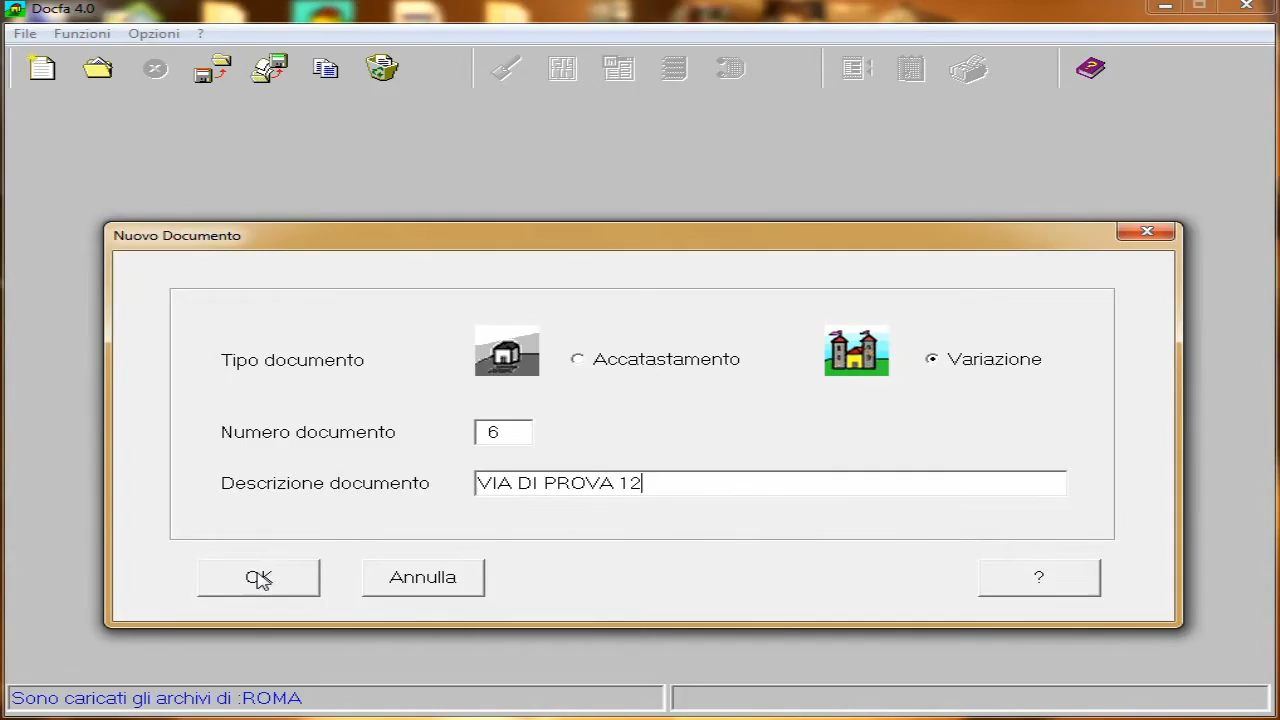 Docfa 4.0
File Funzioni Opzioni ?
Nuovo Documento
Tipo documento Accatastamento Variazione
Numero documento 6
Descrizione documento VIA DI PROVA 12
OK Annulla ?
Sono caricati gli archivi di :ROMA